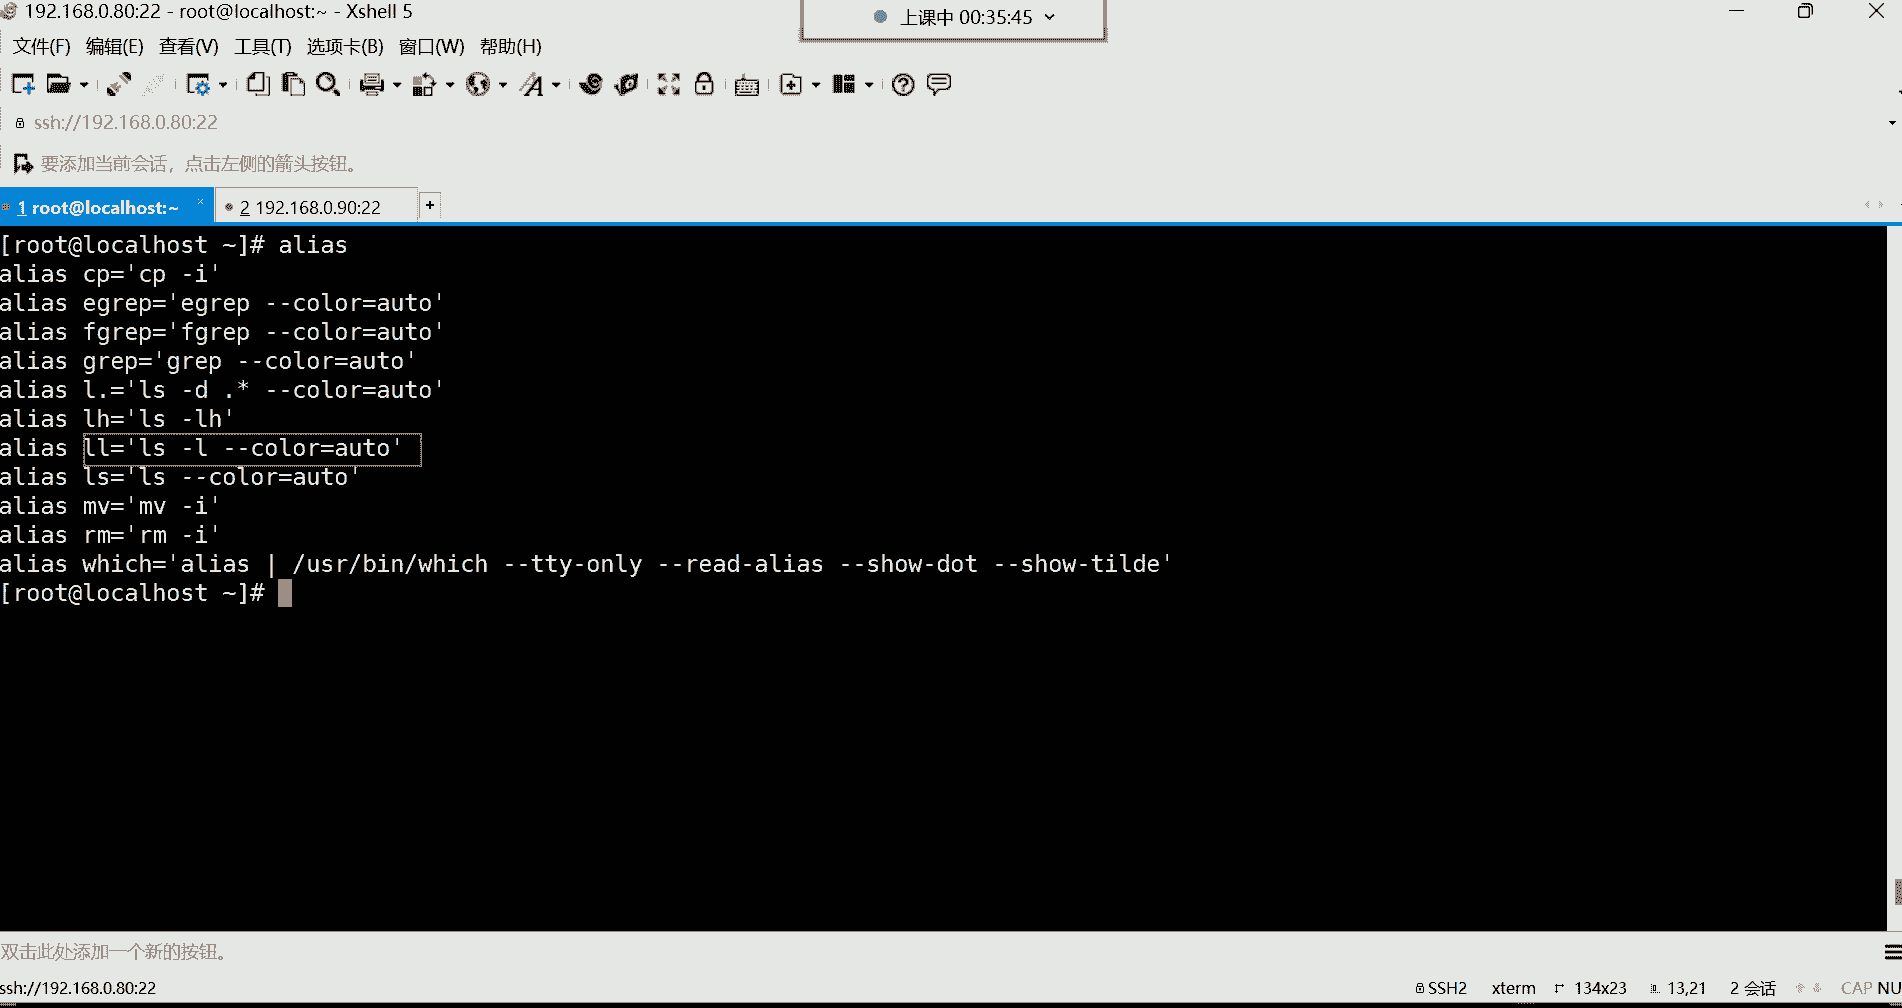 192.168.0.80:22 - root@localhost:~ - Xshell 5
上课中 00:35:45
文件(F) 编辑(E) 查看(V) 工具(T) 选项卡(B) 窗口(W) 帮助(H)
ssh://192.168.0.80:22
要添加当前会话，点击左侧的箭头按钮。
1 root@localhost:~ × 2 192.168.0.90:22 +
[root@localhost ~]# alias
alias cp='cp -i'
alias egrep='egrep --color=auto'
alias fgrep='fgrep --color=auto'
alias grep='grep --color=auto'
alias l.='ls -d .* --color=auto'
alias lh='ls -lh'
alias ll='ls -l --color=auto'
alias ls='ls --color=auto'
alias mv='mv -i'
alias rm='rm -i'
alias which='alias | /usr/bin/which --tty-only --read-alias --show-dot --show-tilde'
[root@localhost ~]#
双击此处添加一个新的按钮。
ssh://192.168.0.80:22 SSH2 xterm 134x23 13,21 2 会话 CAP NU